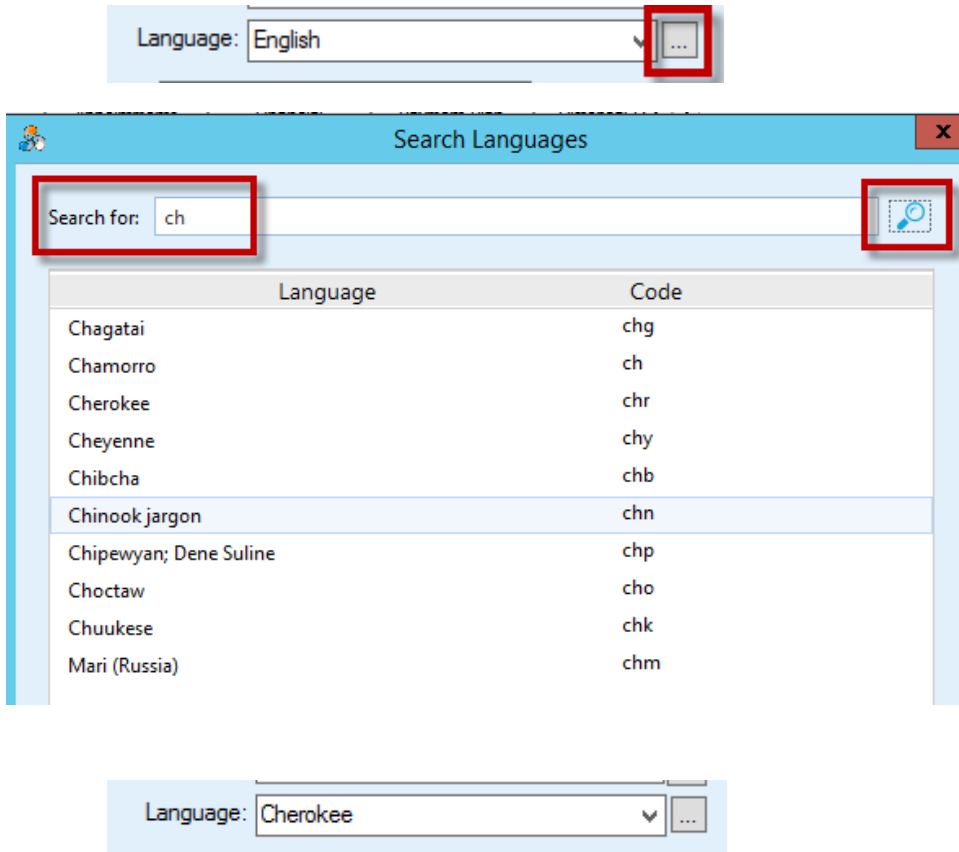 Language: English ...
Search Languages x
Search for: ch
Language Code
Chagatai chg
Chamorro ch
Cherokee chr
Cheyenne chy
Chibcha chb
Chinook jargon chn
Chipewyan; Dene Suline chp
Choctaw cho
Chuukese chk
Mari (Russia) chm
Language: Cherokee ...